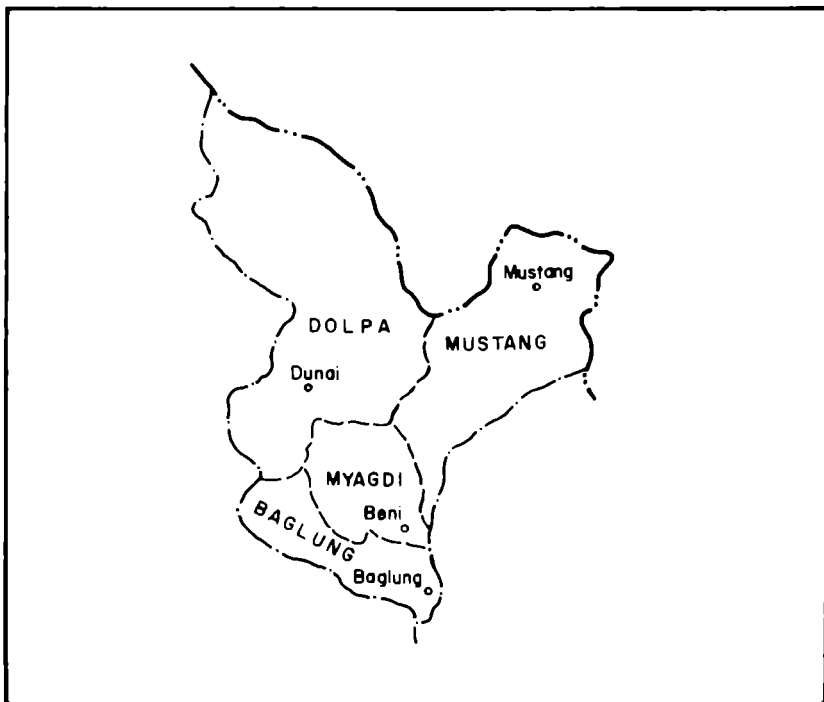 Mustang
DOLPA
MUSTANG
Dunai
MYAGDI
Beni
BAGLUNG
Baglung